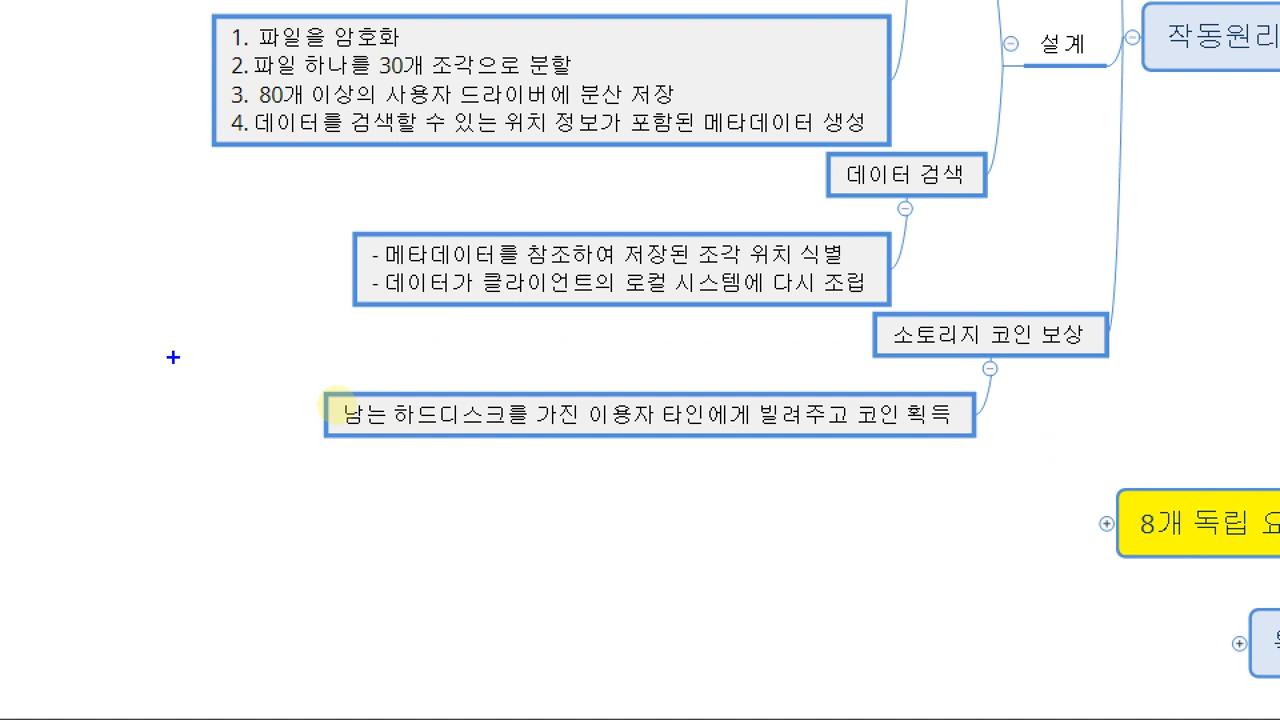 1. 파일을 암호화
2. 파일 하나를 30개 조각으로 분할
3. 80개 이상의 사용자 드라이버에 분산 저장
4. 데이터를 검색할 수 있는 위치 정보가 포함된 메타데이터 생성
설계
작동원리
데이터 검색
- 메타데이터를 참조하여 저장된 조각 위치 식별
- 데이터가 클라이언트의 로컬 시스템에 다시 조립
소토리지 코인 보상
남는 하드디스크를 가진 이용자 타인에게 빌려주고 코인 획득
8개 독립